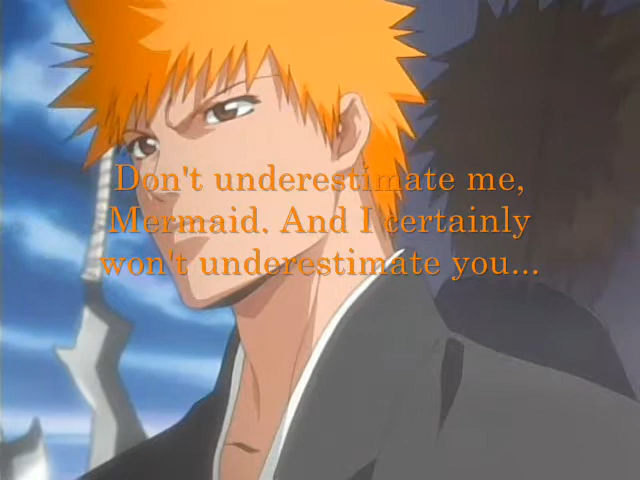 Don't underestimate me,
Mermaid. And I certainly
won't underestimate you...